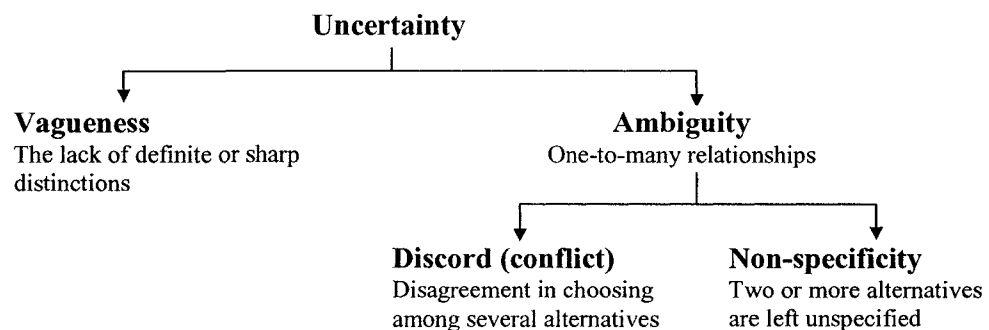 Uncertainty
Vagueness
The lack of definite or sharp
distinctions
Ambiguity
One-to-many relationships
Discord (conflict)
Disagreement in choosing
among several alternatives
Non-specificity
Two or more alternatives
are left unspecified